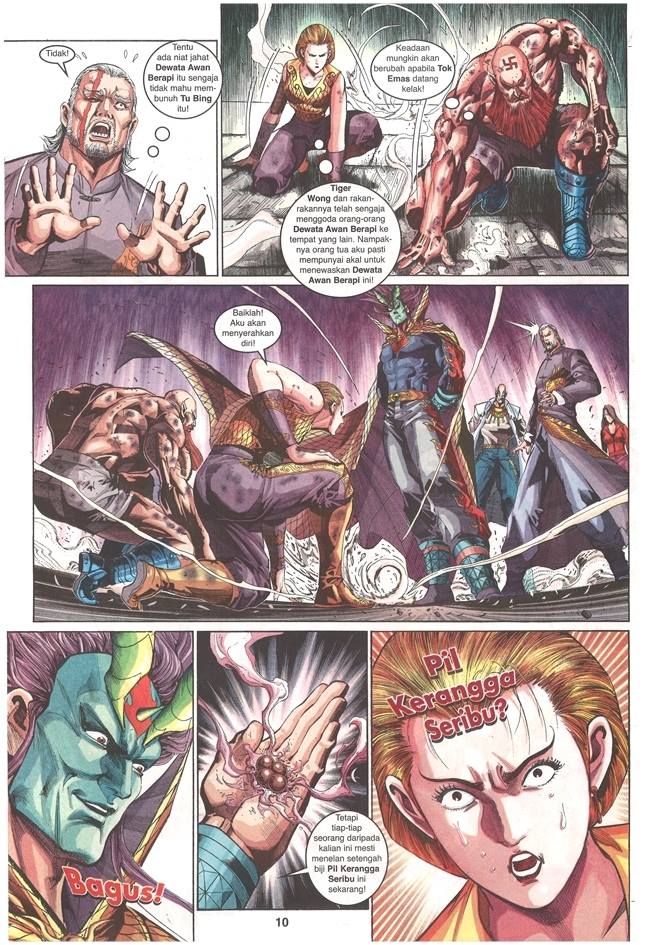 Tidak!
Tentu
ada niat jahat
Dewata Awan
Berapi itu sengaja
tidak mahu mem-
bunuh Tu Bing
itu!
Keadaan
mungkin akan
berubah apabila Tok
Emas datang
kelak!
Tiger
Wong dan rakan-
rakannya telah sengaja
menggoda orang-orang
Dewata Awan Berapi ke
tempat yang lain. Nampak-
nya orang tua aku pasti
mempunyai akal untuk
menewaskan Dewata
Awan Berapi ini!
Baiklah!
Aku akan
menyerahkan
diri!
Bagus!
Tetapi
tiap-tiap
seorang daripada
kalian ini mesti
menelan setengah
biji Pil Kerangga
Seribu ini
sekarang!
Pil
Kerangga
Seribu?
10